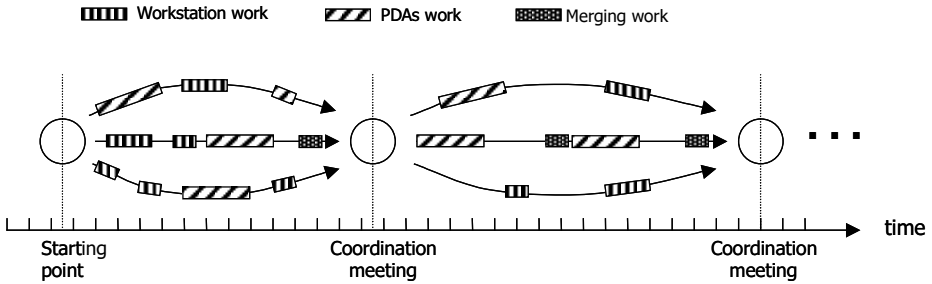 Workstation work PDAs work Merging work
time
Starting
point
Coordination
meeting
Coordination
meeting